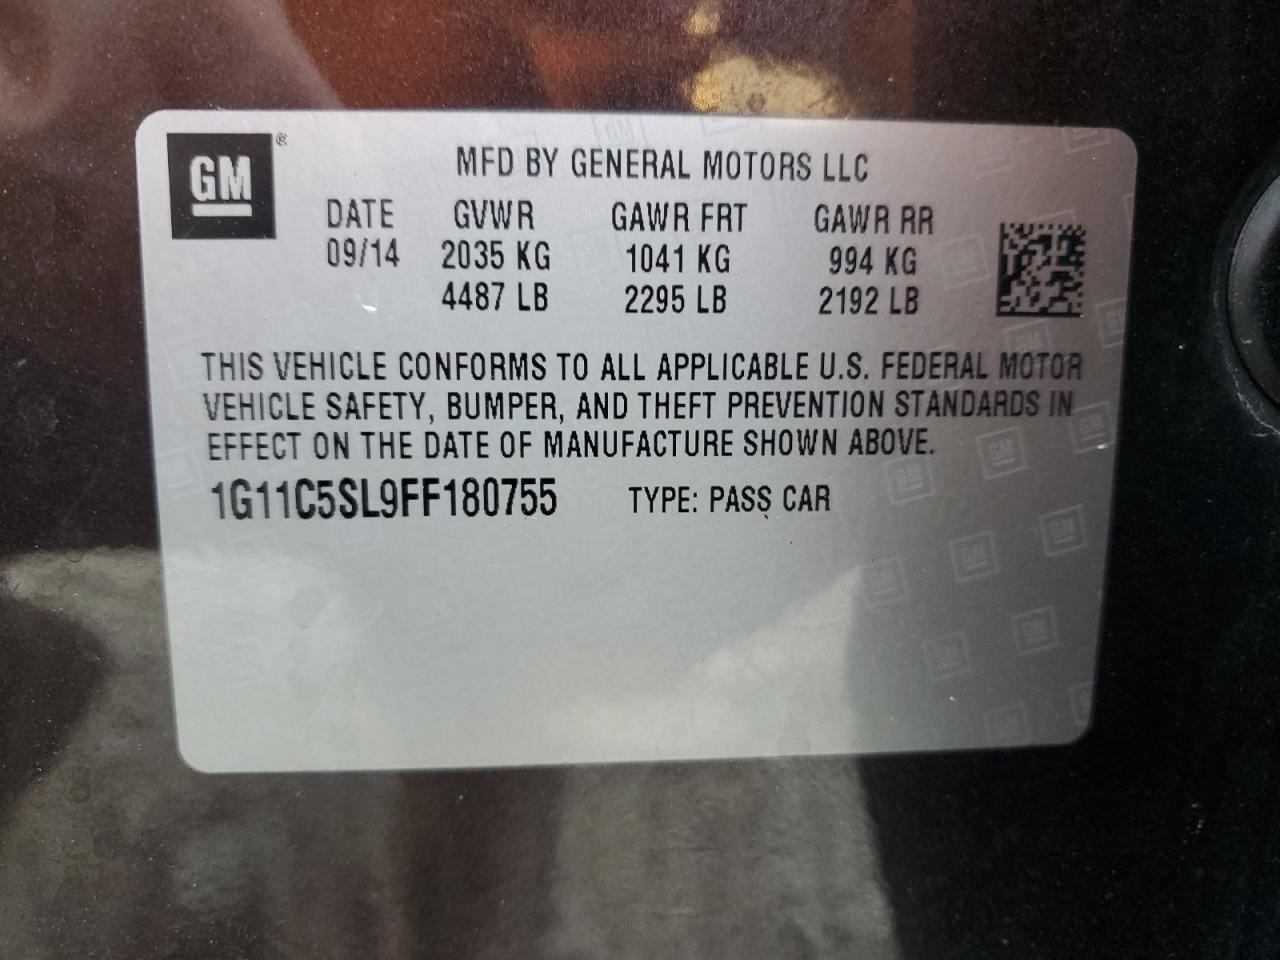 GM ®
MFD BY GENERAL MOTORS LLC
DATE GVWR GAWR FRT GAWR RR
09/14 2035 KG 1041 KG 994 KG
4487 LB 2295 LB 2192 LB
THIS VEHICLE CONFORMS TO ALL APPLICABLE U.S. FEDERAL MOTOR
VEHICLE SAFETY, BUMPER, AND THEFT PREVENTION STANDARDS IN
EFFECT ON THE DATE OF MANUFACTURE SHOWN ABOVE.
1G11C5SL9FF180755 TYPE: PASS CAR